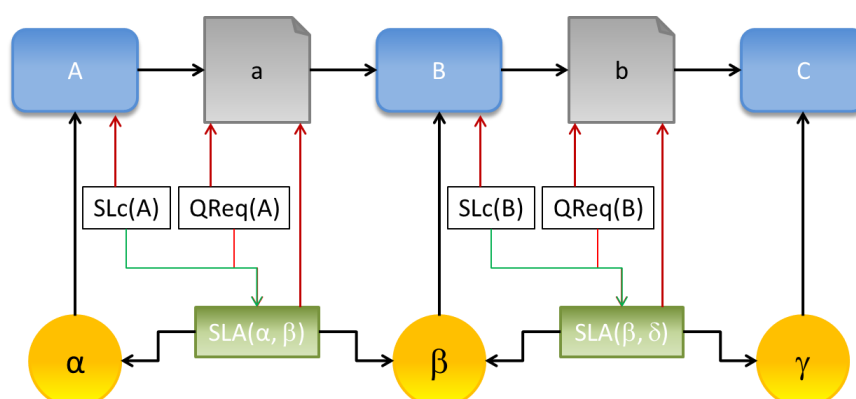 A
a
B
b
C
SLc(A)
QReq(A)
SLc(B)
QReq(B)
SLA(α, β)
SLA(β, δ)
α
β
γ